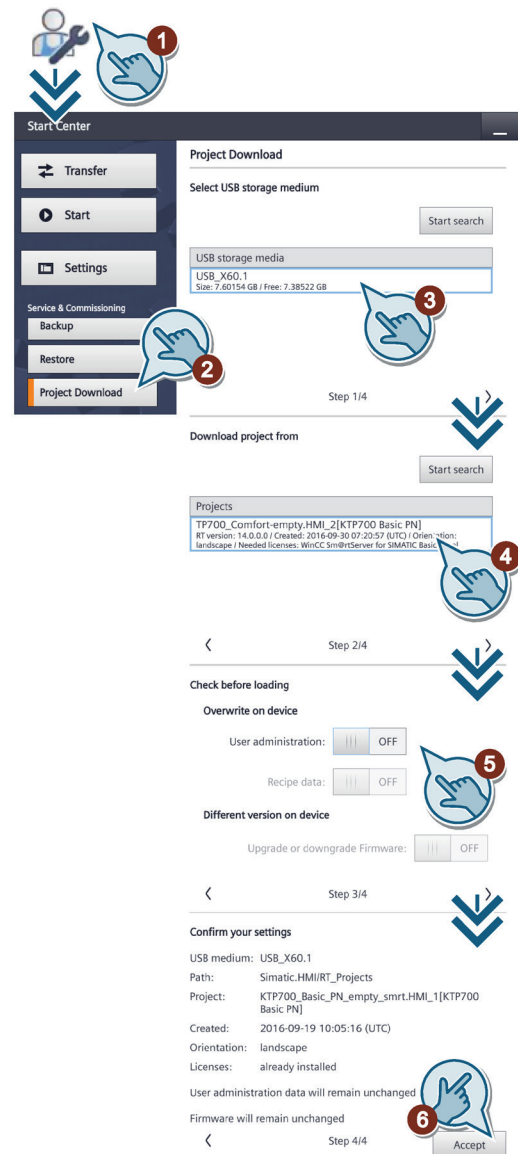 1
Start Center
Transfer
Start
Settings
Service & Commissioning
Backup
Restore
Project Download
2
Project Download
Select USB storage medium
Start search
USB storage media
USB_X60.1
Size: 7.60154 GB / Free: 7.38522 GB
3
Step 1/4
Download project from
Start search
Projects
TP700_Comfort-empty.HMI_2[KTP700 Basic PN]
RT version: 14.0.0.0 / Created: 2016-09-30 07:20:57 (UTC) / Orientation:
landscape / Needed licenses: WinCC Sm@rtServer for SIMATIC Basic
4
Step 2/4
Check before loading
Overwrite on device
User administration: OFF
5
Recipe data: OFF
Different version on device
Upgrade or downgrade Firmware: OFF
Step 3/4
Confirm your settings
USB medium: USB_X60.1
Path: Simatic.HMI/RT_Projects
Project: KTP700_Basic_PN_empty_smrt.HMI_1[KTP700
Basic PN]
Created: 2016-09-19 10:05:16 (UTC)
Orientation: landscape
Licenses: already installed
User administration data will remain unchanged
Firmware will remain unchanged
6
Step 4/4
Accept